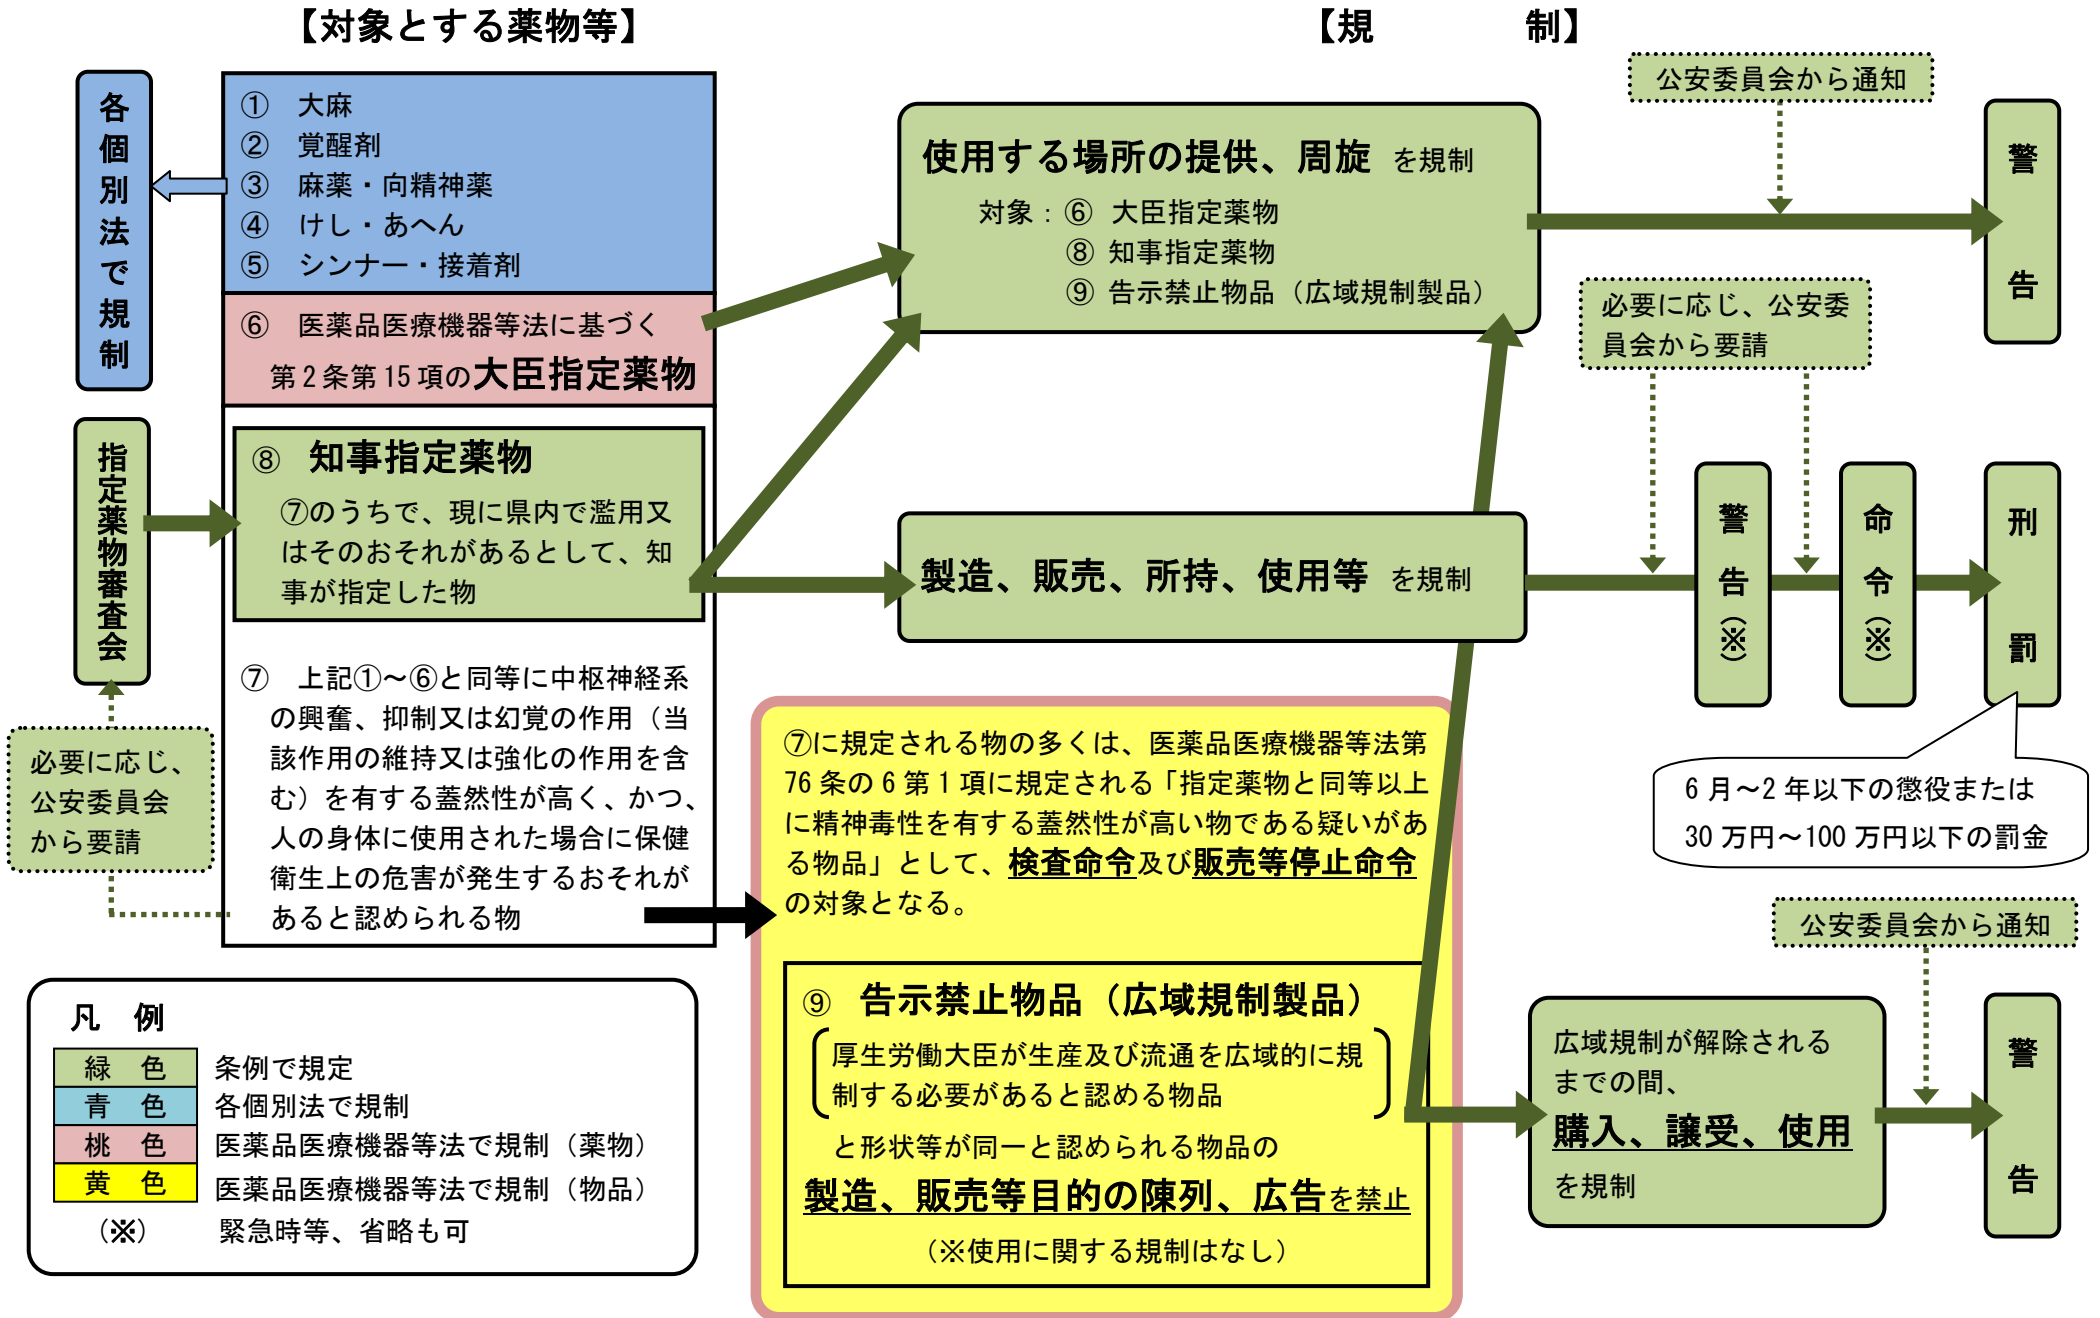 【対象とする薬物等】
【規　　　制】
各個別法で規制
①　大麻
②　覚醒剤
③　麻薬・向精神薬
④　けし・あへん
⑤　シンナー・接着剤
⑥　医薬品医療機器等法に基づく
第2条第15項の大臣指定薬物
指定薬物審査会
⑧　知事指定薬物
⑦のうちで、現に県内で濫用又
はそのおそれがあるとして、知
事が指定した物
⑦　上記①～⑥と同等に中枢神経系
の興奮、抑制又は幻覚の作用（当
該作用の維持又は強化の作用を含
む）を有する蓋然性が高く、かつ、
人の身体に使用された場合に保健
衛生上の危害が発生するおそれが
あると認められる物
必要に応じ、
公安委員会
から要請
凡　例
緑　色　条例で規定
青　色　各個別法で規制
桃　色　医薬品医療機器等法で規制（薬物）
黄　色　医薬品医療機器等法で規制（物品）
（※）　緊急時等、省略も可
使用する場所の提供、周旋 を規制
対象：⑥ 大臣指定薬物
⑧ 知事指定薬物
⑨ 告示禁止物品（広域規制製品）
公安委員会から通知
警告
製造、販売、所持、使用等 を規制
必要に応じ、公安委
員会から要請
警告（※）
命令（※）
刑罰
6月～2年以下の懲役または
30万円～100万円以下の罰金
⑦に規定される物の多くは、医薬品医療機器等法第
76条の6第1項に規定される「指定薬物と同等以上
に精神毒性を有する蓋然性が高い物である疑いがあ
る物品」として、検査命令及び販売等停止命令
の対象となる。
⑨　告示禁止物品（広域規制製品）
厚生労働大臣が生産及び流通を広域的に規
制する必要があると認める物品
と形状等が同一と認められる物品の
製造、販売等目的の陳列、広告を禁止
（※使用に関する規制はなし）
広域規制が解除される
までの間、
購入、譲受、使用
を規制
公安委員会から通知
警告